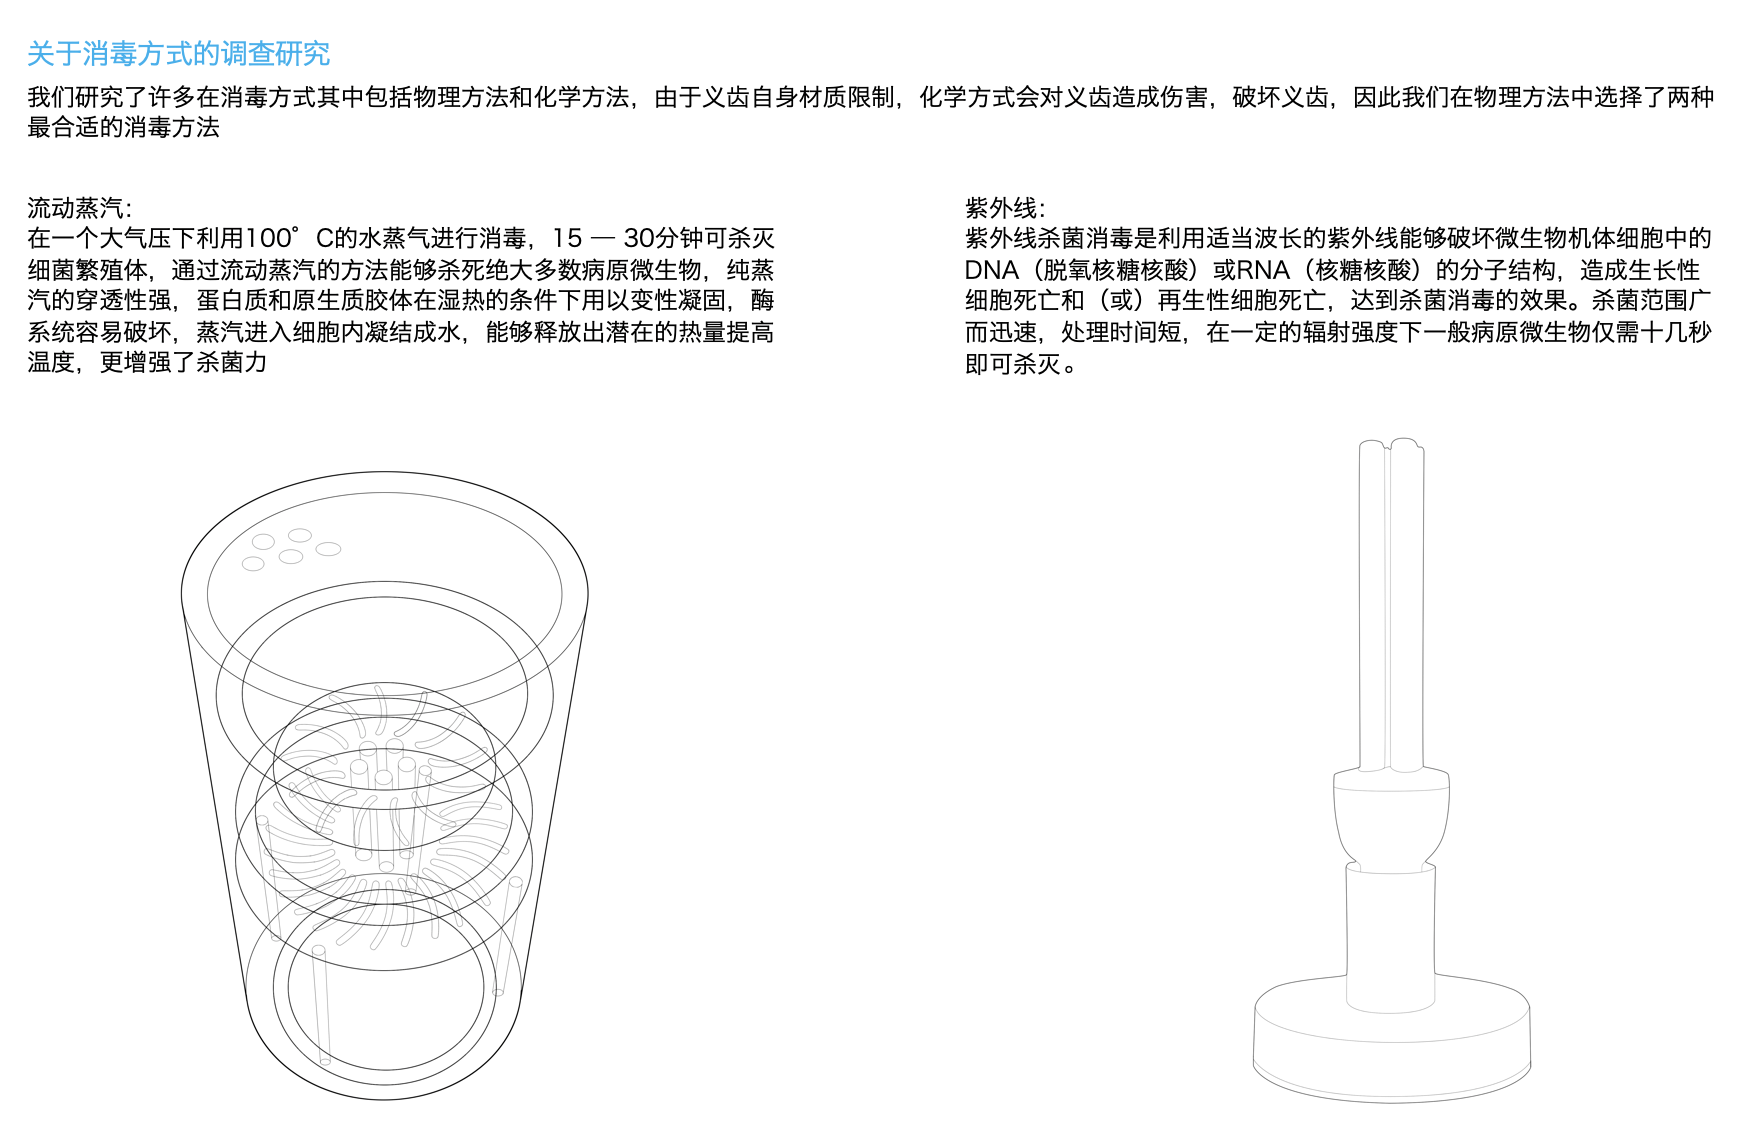 关于消毒方式的调查研究
我们研究了许多在消毒方式其中包括物理方法和化学方法，由于义齿自身材质限制，化学方式会对义齿造成伤害，破坏义齿，因此我们在物理方法中选择了两种
最合适的消毒方法
流动蒸汽：
在一个大气压下利用100°C的水蒸气进行消毒，15 — 30分钟可杀灭
细菌繁殖体，通过流动蒸汽的方法能够杀死绝大多数病原微生物，纯蒸
汽的穿透性强，蛋白质和原生质胶体在湿热的条件下用以变性凝固，酶
系统容易破坏，蒸汽进入细胞内凝结成水，能够释放出潜在的热量提高
温度，更增强了杀菌力
紫外线：
紫外线杀菌消毒是利用适当波长的紫外线能够破坏微生物机体细胞中的
DNA（脱氧核糖核酸）或RNA（核糖核酸）的分子结构，造成生长性
细胞死亡和（或）再生性细胞死亡，达到杀菌消毒的效果。杀菌范围广
而迅速，处理时间短，在一定的辐射强度下一般病原微生物仅需十几秒
即可杀灭。